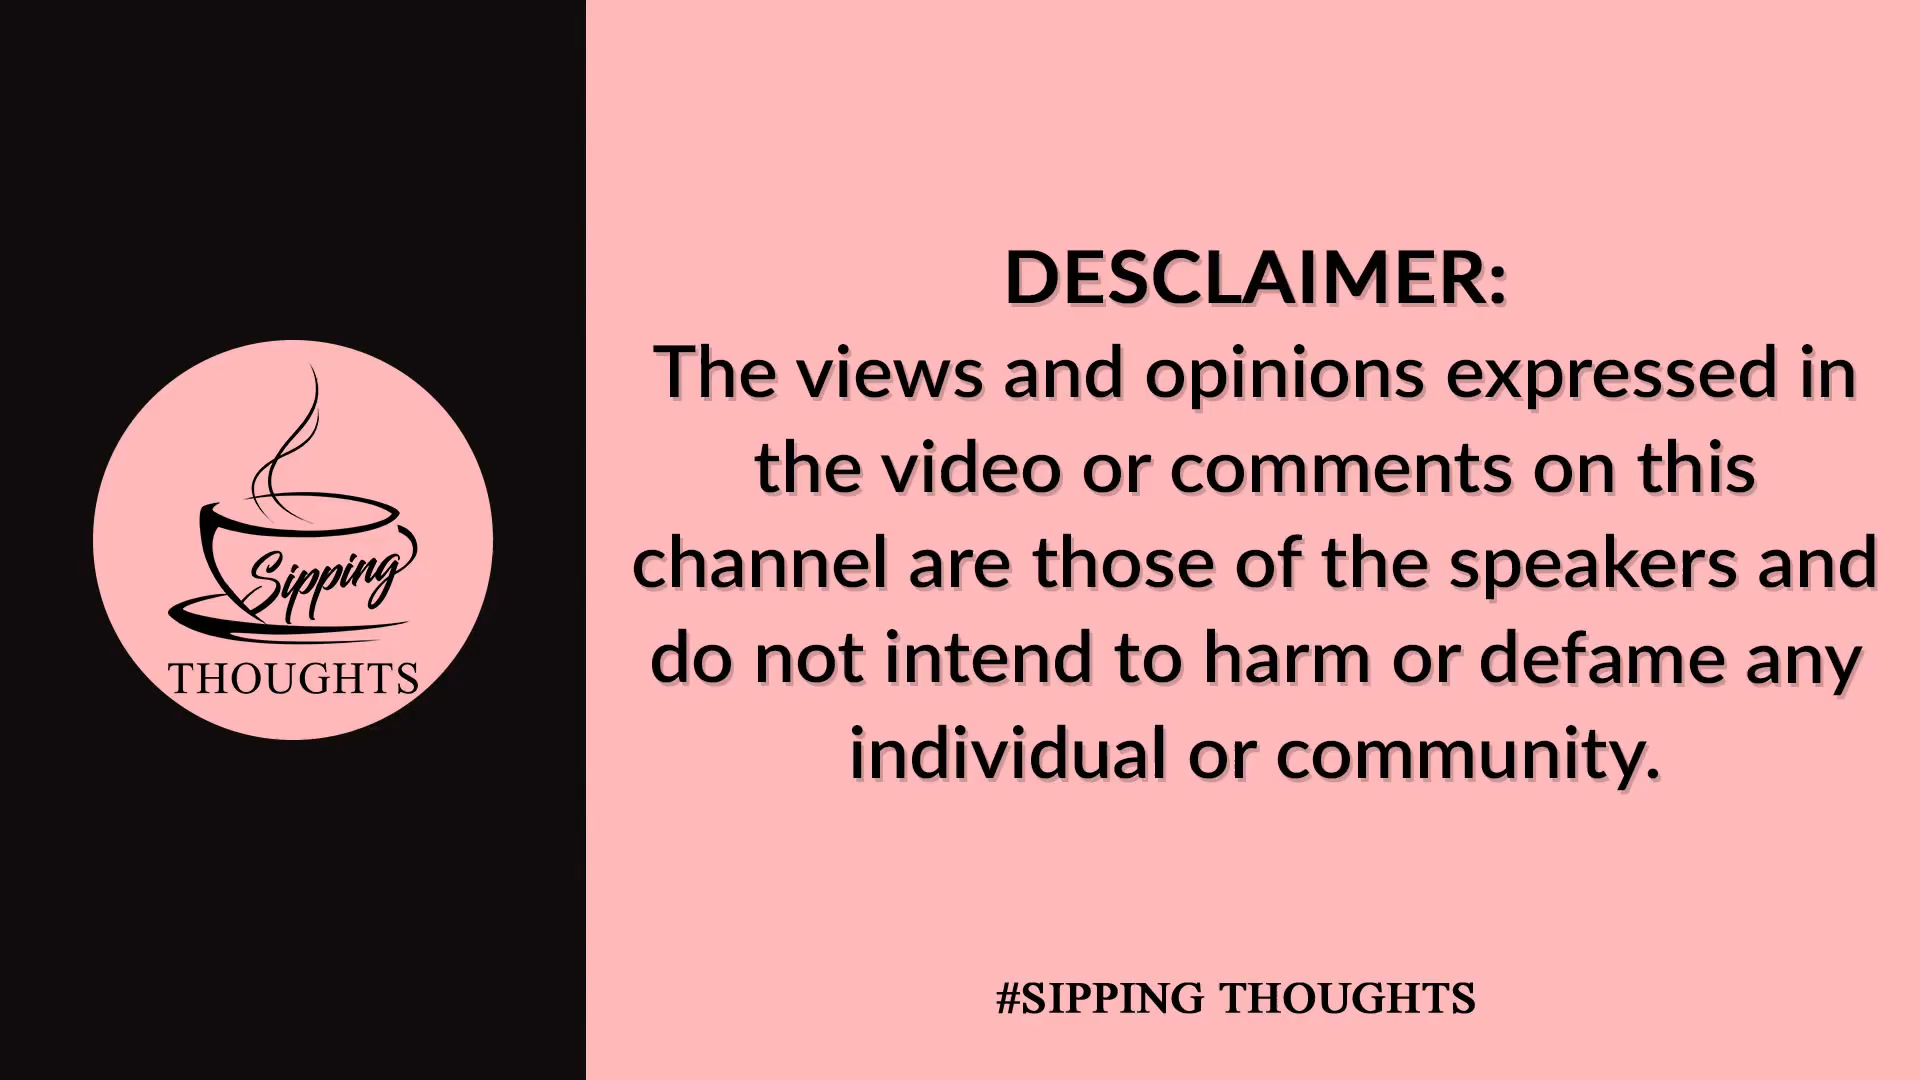 Sipping
THOUGHTS
DESCLAIMER:
The views and opinions expressed in
the video or comments on this
channel are those of the speakers and
do not intend to harm or defame any
individual or community.
#SIPPING THOUGHTS